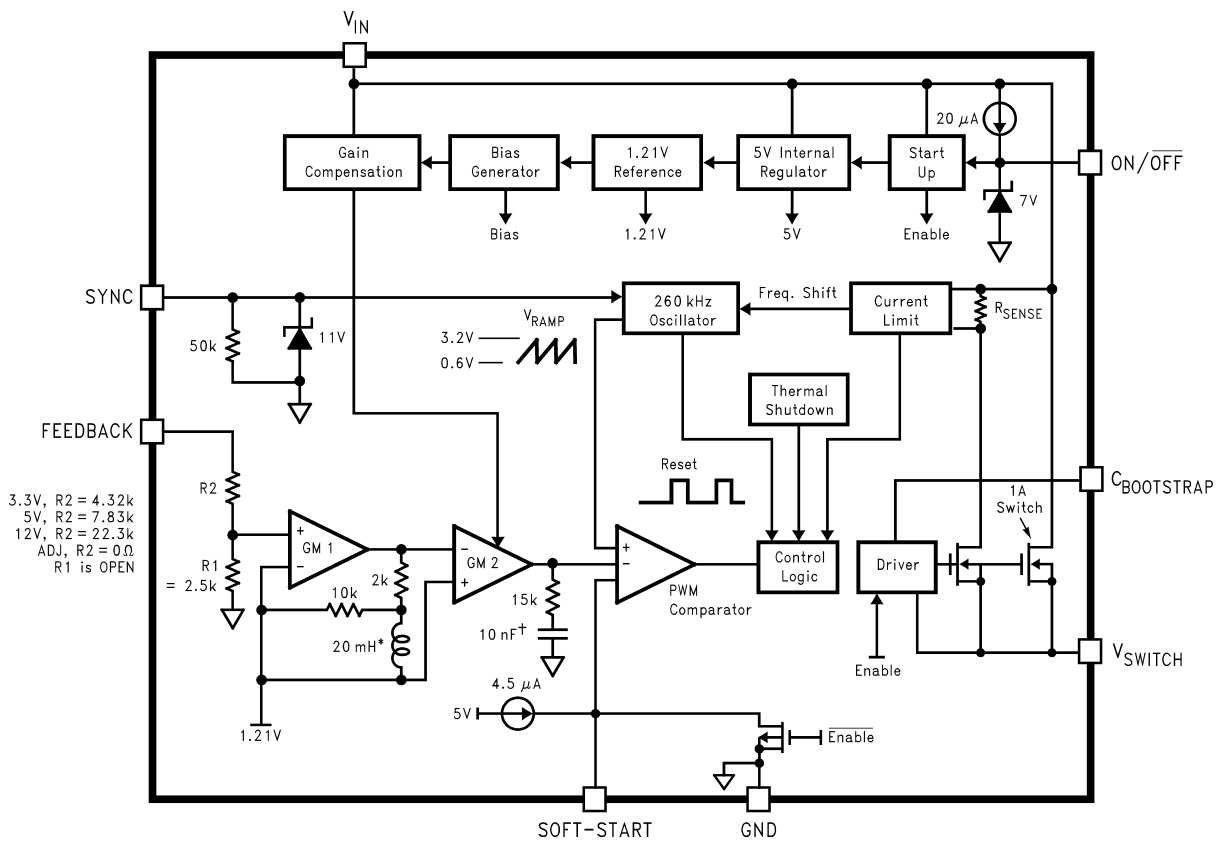 V_IN
20 μA
Gain
Compensation
Bias
Generator
1.21V
Reference
5V Internal
Regulator
Start
Up
ON/OFF
7V
Bias
1.21V
5V
Enable
SYNC
50k
11V
V_RAMP
3.2V
0.6V
260 kHz
Oscillator
Freq. Shift
Current
Limit
R_SENSE
Thermal
Shutdown
FEEDBACK
Reset
R2
3.3V, R2 = 4.32k
5V, R2 = 7.83k
12V, R2 = 22.3k
ADJ, R2 = 0Ω
R1 is OPEN
R1
= 2.5k
+
GM 1
−
2k
10k
20 mH*
1.21V
−
GM 2
+
15k
10 nF†
+
−
PWM
Comparator
Control
Logic
Driver
1A
Switch
C_BOOTSTRAP
Enable
V_SWITCH
4.5 μA
5V
Enable
SOFT-START
GND